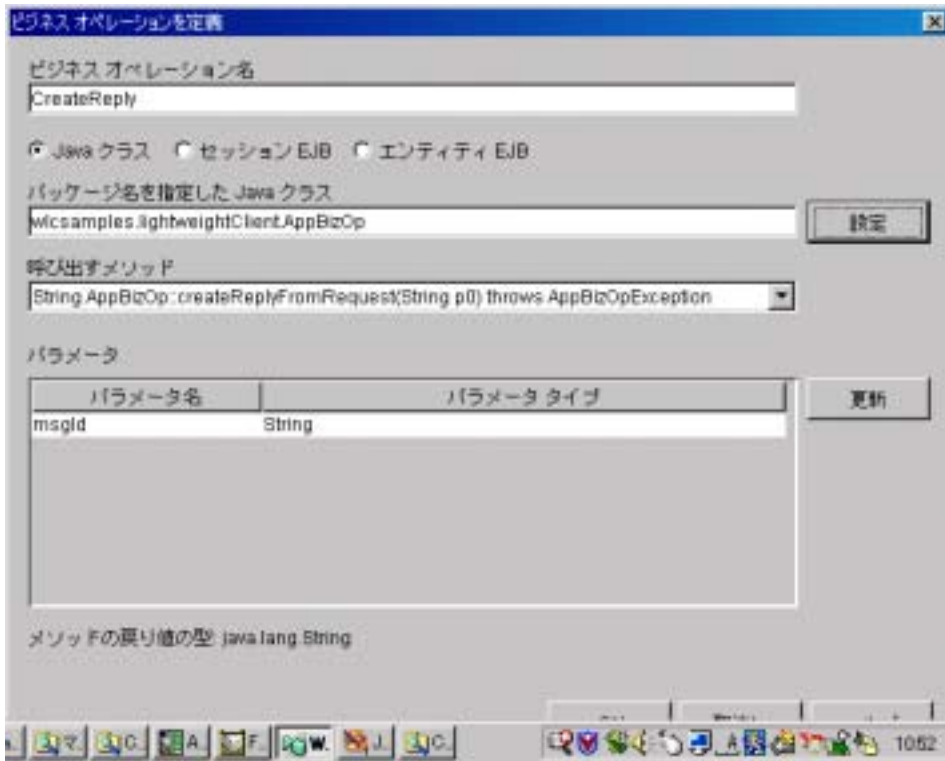 ビジネス オペレーションを定義
ビジネス オペレーション名
CreateReply
Java クラス セッション EJB エンティティ EJB
パッケージ名を指定した Java クラス
wlcsamples.lightweightClient.AppBizOp
設定
呼び出すメソッド
String AppBizOp::createReplyFromRequest(String p0) throws AppBizOpException
パラメータ
パラメータ名 パラメータ タイプ
更新
msgId String
メソッドの戻り値の型: java.lang.String
マ. C. A. F. W. J. C. 10:52